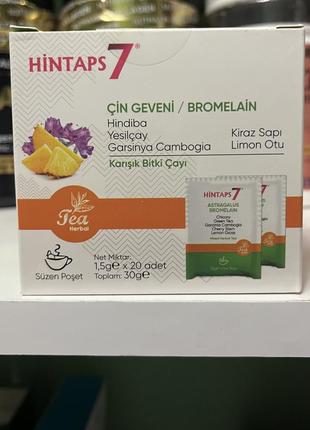 HİNTAPS 7®
ÇİN GEVENİ / BROMELAİN
Hindiba
Yeşilçay
Garsinya Cambogia
Kiraz Sapı
Limon Otu
Karışık Bitki Çayı
Tea
Herbal
HİNTAPS 7
ASTRAGALUS
BROMELAIN
Chicory
Green Tea
Garcinia Cambogia
Cherry Stem
Lemon Grass
Mixed Herbal Tea
Süzen Poşet
Net Miktar:
1,5g℮ x 20 adet
Toplam: 30g℮